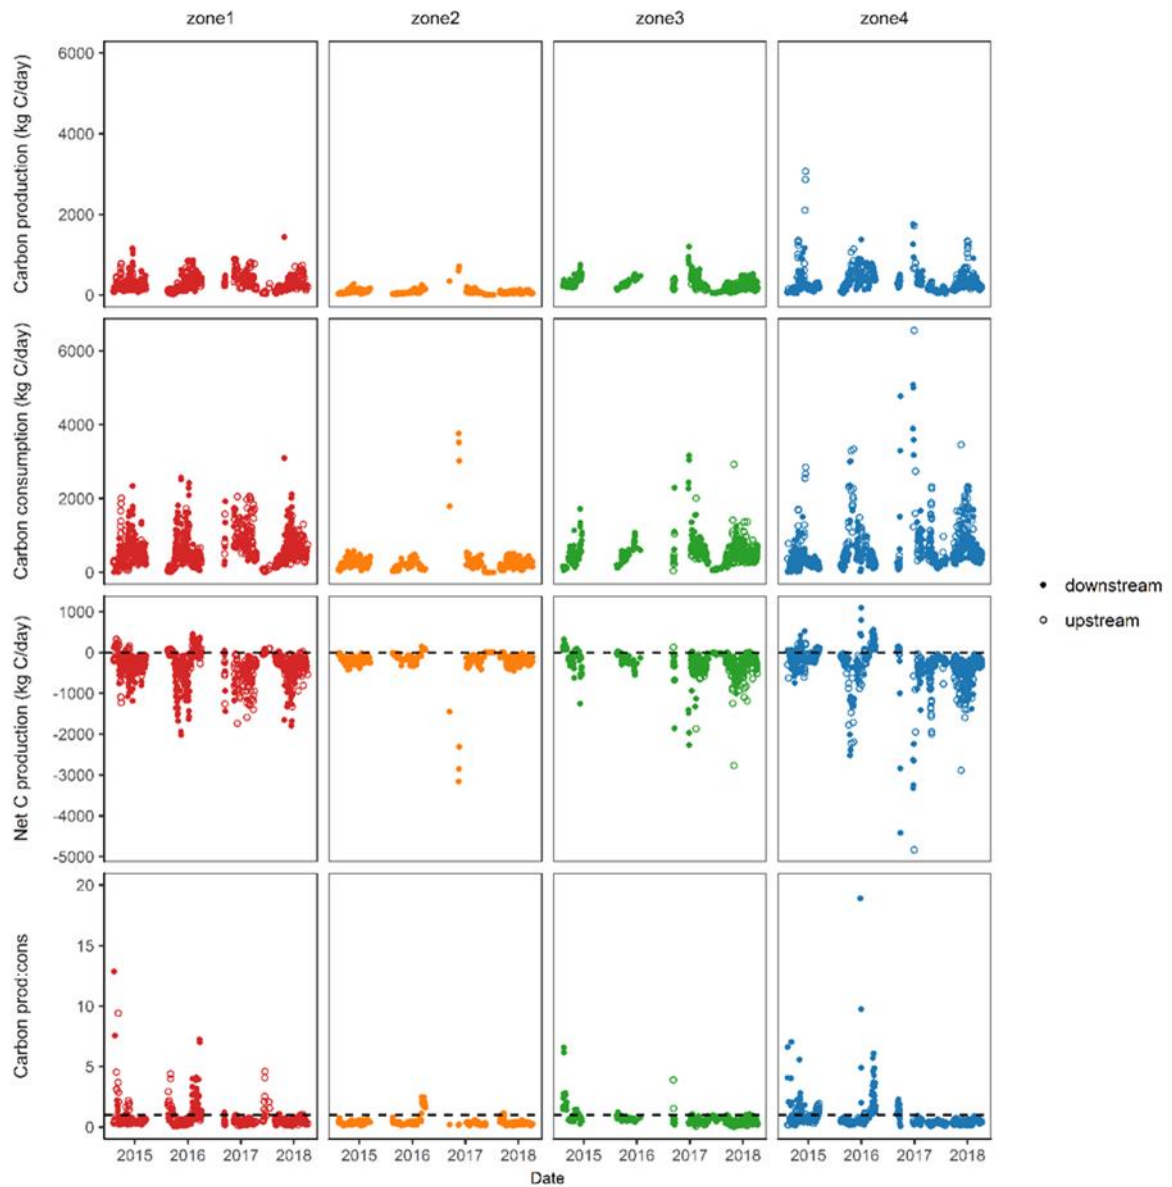 zone1 zone2 zone3 zone4
Carbon production (kg C/day)
6000
4000
2000
0
Carbon consumption (kg C/day)
6000
4000
2000
0
Net C production (kg C/day)
1000
0
-1000
-2000
-3000
-4000
-5000
Carbon prod:cons
20
15
10
5
0
2015 2016 2017 2018 2015 2016 2017 2018 2015 2016 2017 2018 2015 2016 2017 2018
Date
downstream
upstream